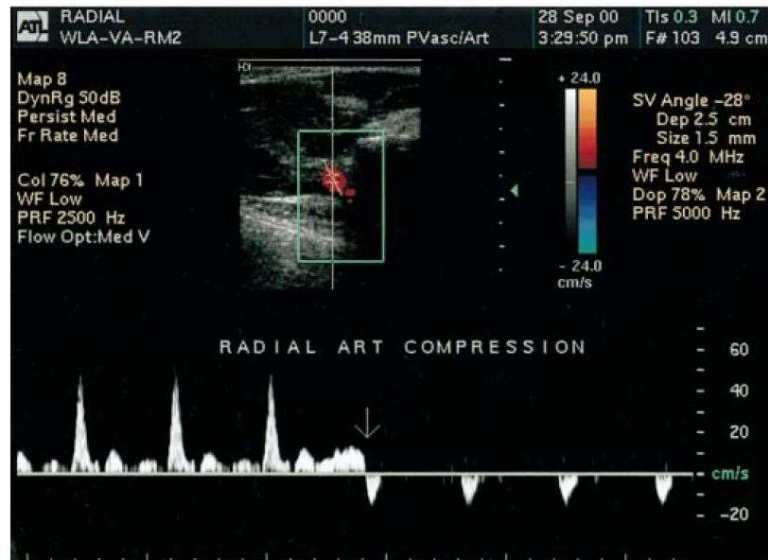 ATL
RADIAL
WLA-VA-RM2
0000
L7-4 38mm PVasc/Art
28 Sep 00
3:29:50 pm
TIs 0.3 MI 0.7
F# 103 4.9 cm
Map 8
DynRg 50dB
Persist Med
Fr Rate Med
Col 76% Map 1
WF Low
PRF 2500 Hz
Flow Opt:Med V
+ 24.0
- 24.0
cm/s
SV Angle -28°
Dep 2.5 cm
Size 1.5 mm
Freq 4.0 MHz
WF Low
Dop 78% Map 2
PRF 5000 Hz
RADIAL ART COMPRESSION
60
40
20
cm/s
-20